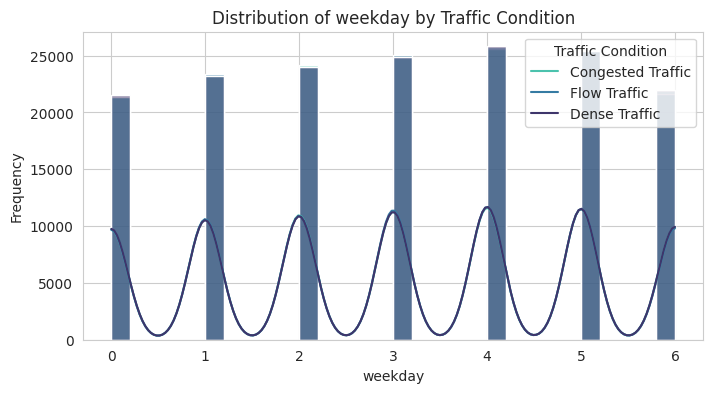 Distribution of weekday by Traffic Condition
Traffic Condition
Congested Traffic
Flow Traffic
Dense Traffic
Frequency
25000
20000
15000
10000
5000
0
0 1 2 3 4 5 6
weekday